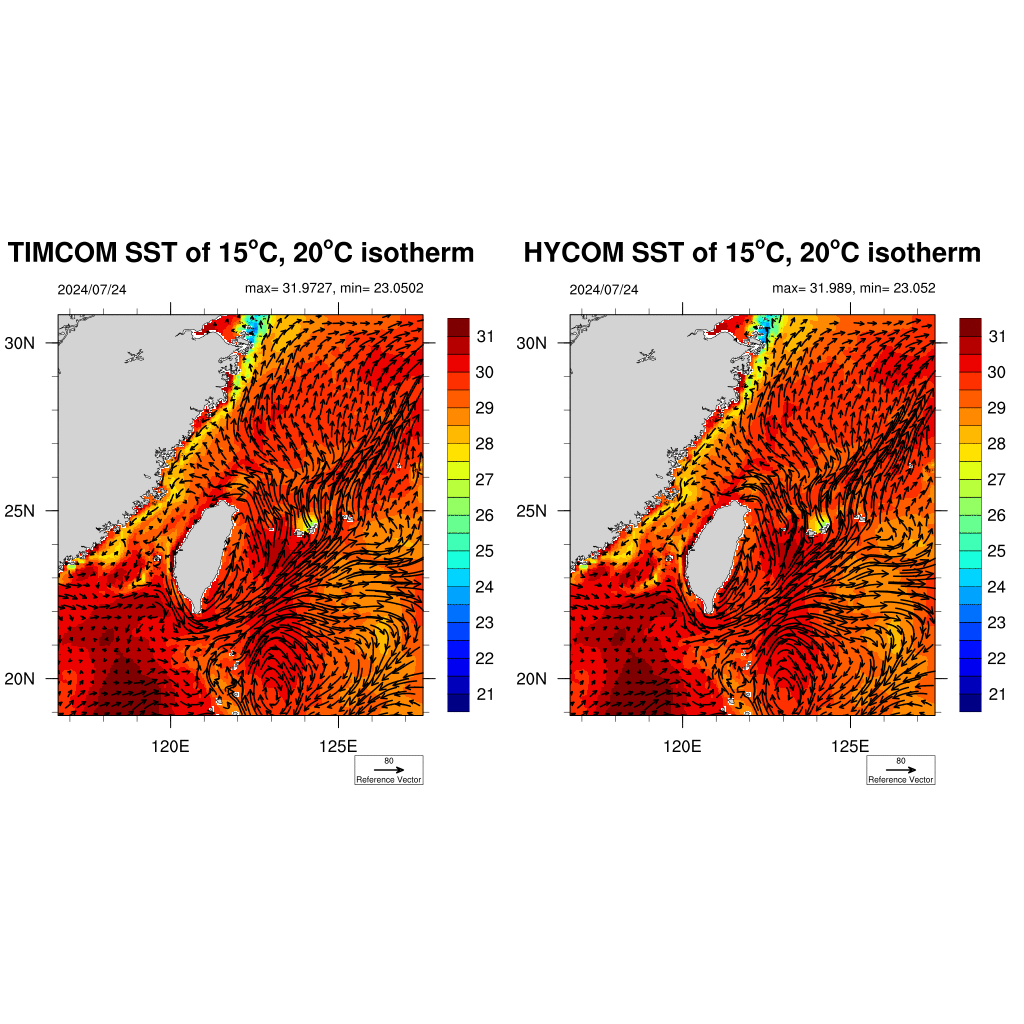 TIMCOM SST of 15°C, 20°C isotherm
2024/07/24
max= 31.9727, min= 23.0502
30N
25N
20N
120E
125E
31
30
29
28
27
26
25
24
23
22
21
80
Reference Vector
HYCOM SST of 15°C, 20°C isotherm
2024/07/24
max= 31.989, min= 23.052
30N
25N
20N
120E
125E
31
30
29
28
27
26
25
24
23
22
21
80
Reference Vector